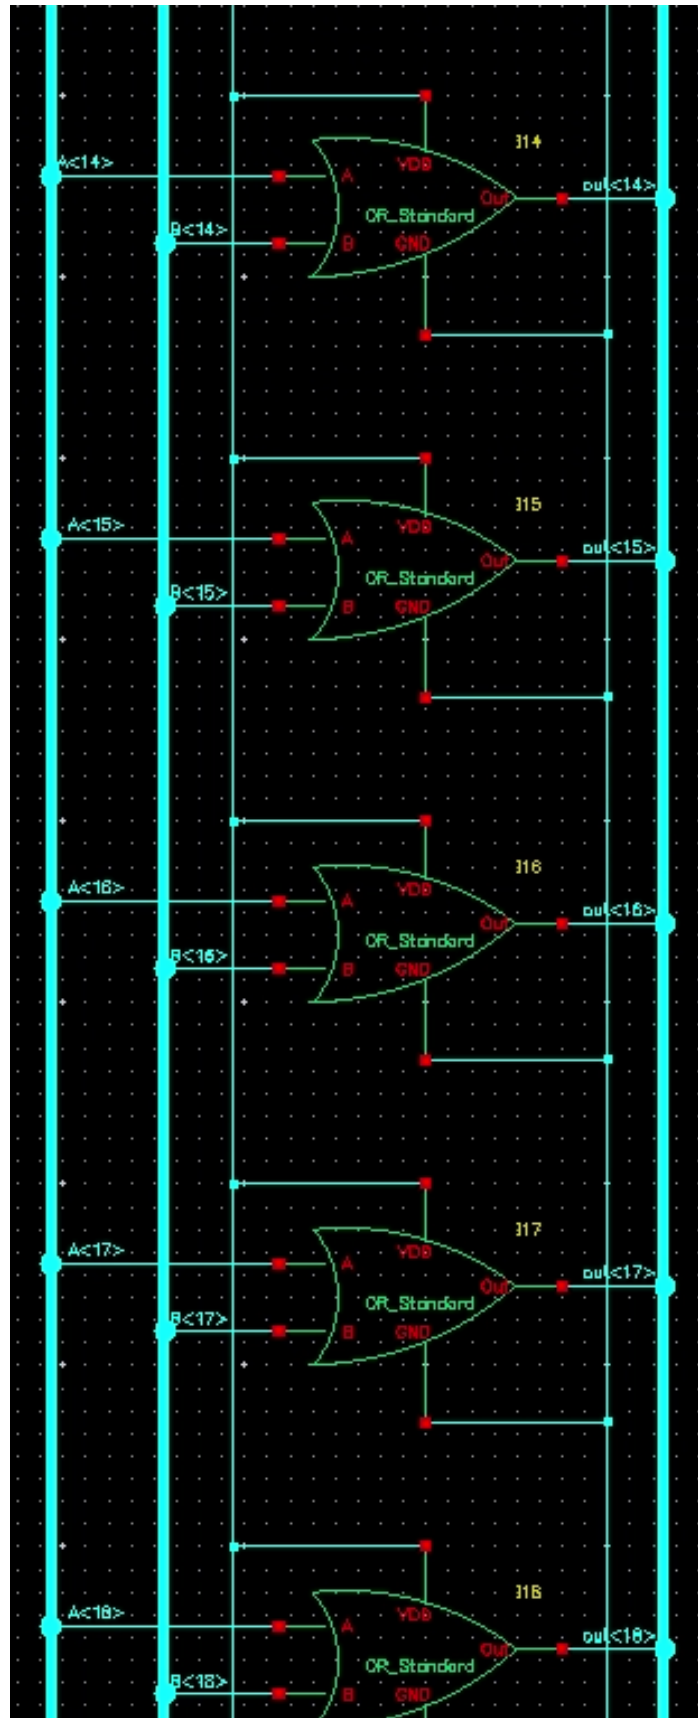 I14
A<14>
VDD
A
Out
out<14>
OR_Standard
B<14>
B
GND
I15
A<15>
VDD
A
Out
out<15>
OR_Standard
B<15>
B
GND
I16
A<16>
VDD
A
Out
out<16>
OR_Standard
B<16>
B
GND
I17
A<17>
VDD
A
Out
out<17>
OR_Standard
B<17>
B
GND
I18
A<18>
VDD
A
Out
out<18>
OR_Standard
B<18>
B
GND